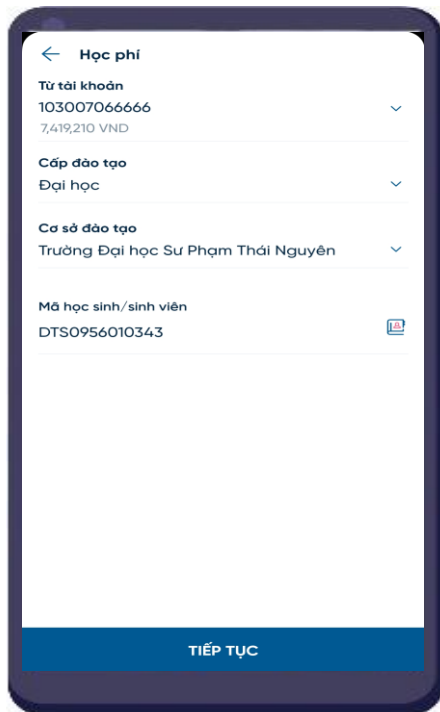 Học phí
Từ tài khoản
103007066666
7,419,210 VND
Cấp đào tạo
Đại học
Cơ sở đào tạo
Trường Đại học Sư Phạm Thái Nguyên
Mã học sinh/sinh viên
DTS0956010343
TIẾP TỤC